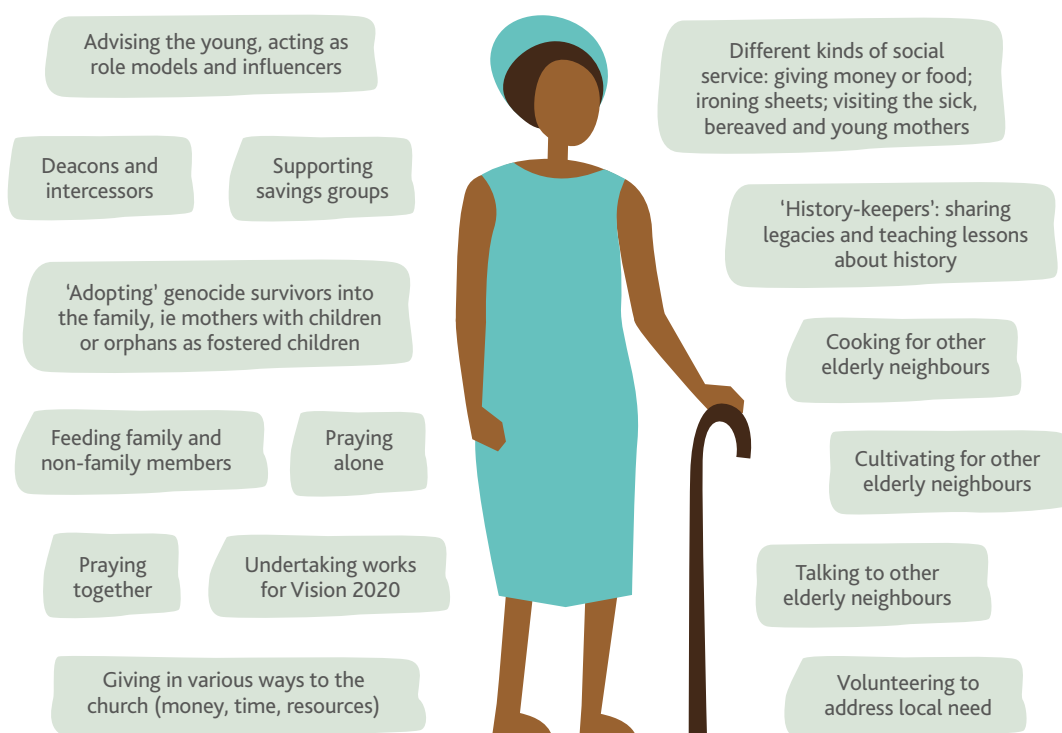 Advising the young, acting as
role models and influencers
Deacons and
intercessors
Supporting
savings groups
'Adopting' genocide survivors into
the family, ie mothers with children
or orphans as fostered children
Feeding family and
non-family members
Praying
alone
Praying
together
Undertaking works
for Vision 2020
Giving in various ways to the
church (money, time, resources)
Different kinds of social
service: giving money or food;
ironing sheets; visiting the sick,
bereaved and young mothers
'History-keepers': sharing
legacies and teaching lessons
about history
Cooking for other
elderly neighbours
Cultivating for other
elderly neighbours
Talking to other
elderly neighbours
Volunteering to
address local need